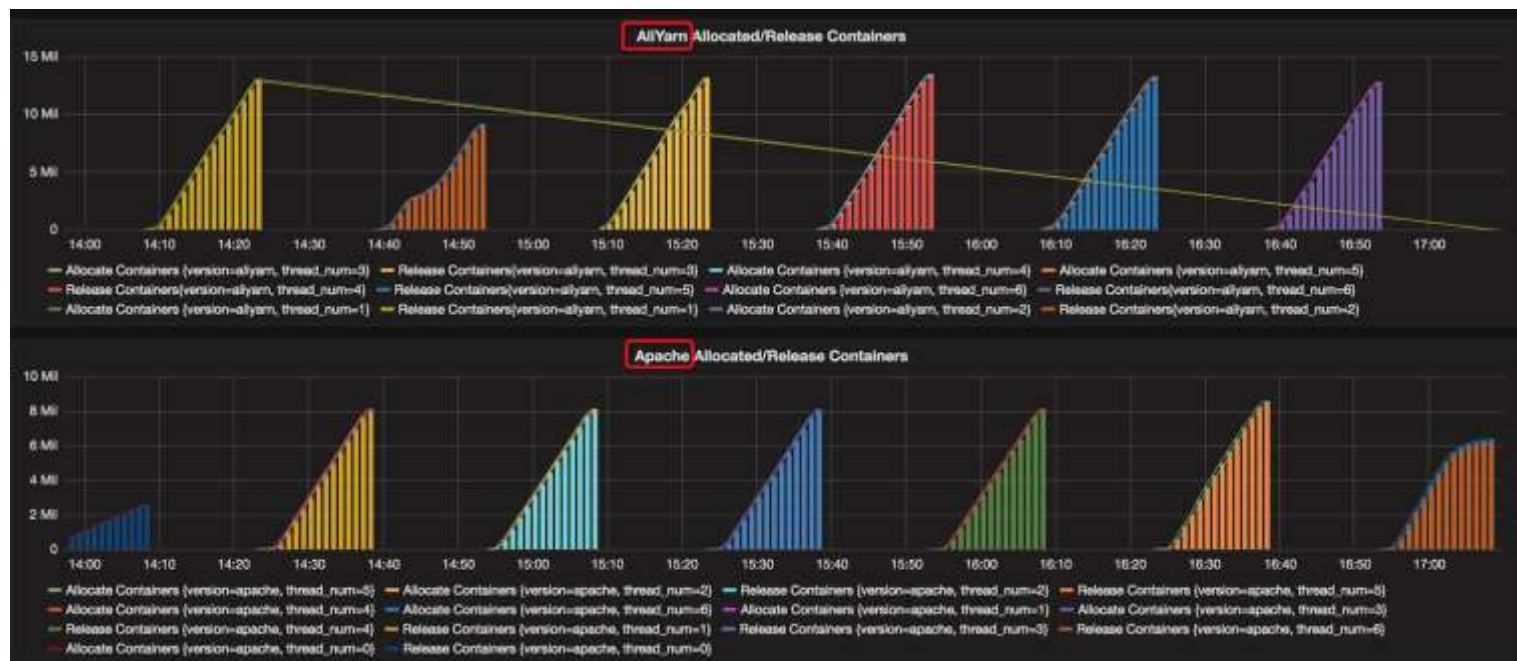 AliYarn Allocated/Release Containers
15 Mil
10 Mil
5 Mil
0
14:00 14:10 14:20 14:30 14:40 14:50 15:00 15:10 15:20 15:30 15:40 15:50 16:00 16:10 16:20 16:30 16:40 16:50 17:00
Allocate Containers {version=aliyarn, thread_num=3} Release Containers{version=aliyarn, thread_num=3} Allocate Containers {version=aliyarn, thread_num=4} Allocate Containers {version=aliyarn, thread_num=5}
Release Containers{version=aliyarn, thread_num=4} Release Containers{version=aliyarn, thread_num=5} Allocate Containers {version=aliyarn, thread_num=6} Release Containers{version=aliyarn, thread_num=6}
Allocate Containers {version=aliyarn, thread_num=1} Release Containers{version=aliyarn, thread_num=1} Allocate Containers {version=aliyarn, thread_num=2} Release Containers{version=aliyarn, thread_num=2}
Apache Allocated/Release Containers
10 Mil
8 Mil
6 Mil
4 Mil
2 Mil
0
14:00 14:10 14:20 14:30 14:40 14:50 15:00 15:10 15:20 15:30 15:40 15:50 16:00 16:10 16:20 16:30 16:40 16:50 17:00
Allocate Containers {version=apache, thread_num=5} Allocate Containers {version=apache, thread_num=2} Release Containers {version=apache, thread_num=2} Release Containers {version=apache, thread_num=5}
Allocate Containers {version=apache, thread_num=4} Allocate Containers {version=apache, thread_num=6} Allocate Containers {version=apache, thread_num=1} Allocate Containers {version=apache, thread_num=3}
Release Containers {version=apache, thread_num=4} Release Containers {version=apache, thread_num=1} Release Containers {version=apache, thread_num=3} Release Containers {version=apache, thread_num=6}
Allocate Containers {version=apache, thread_num=0} Release Containers {version=apache, thread_num=0}